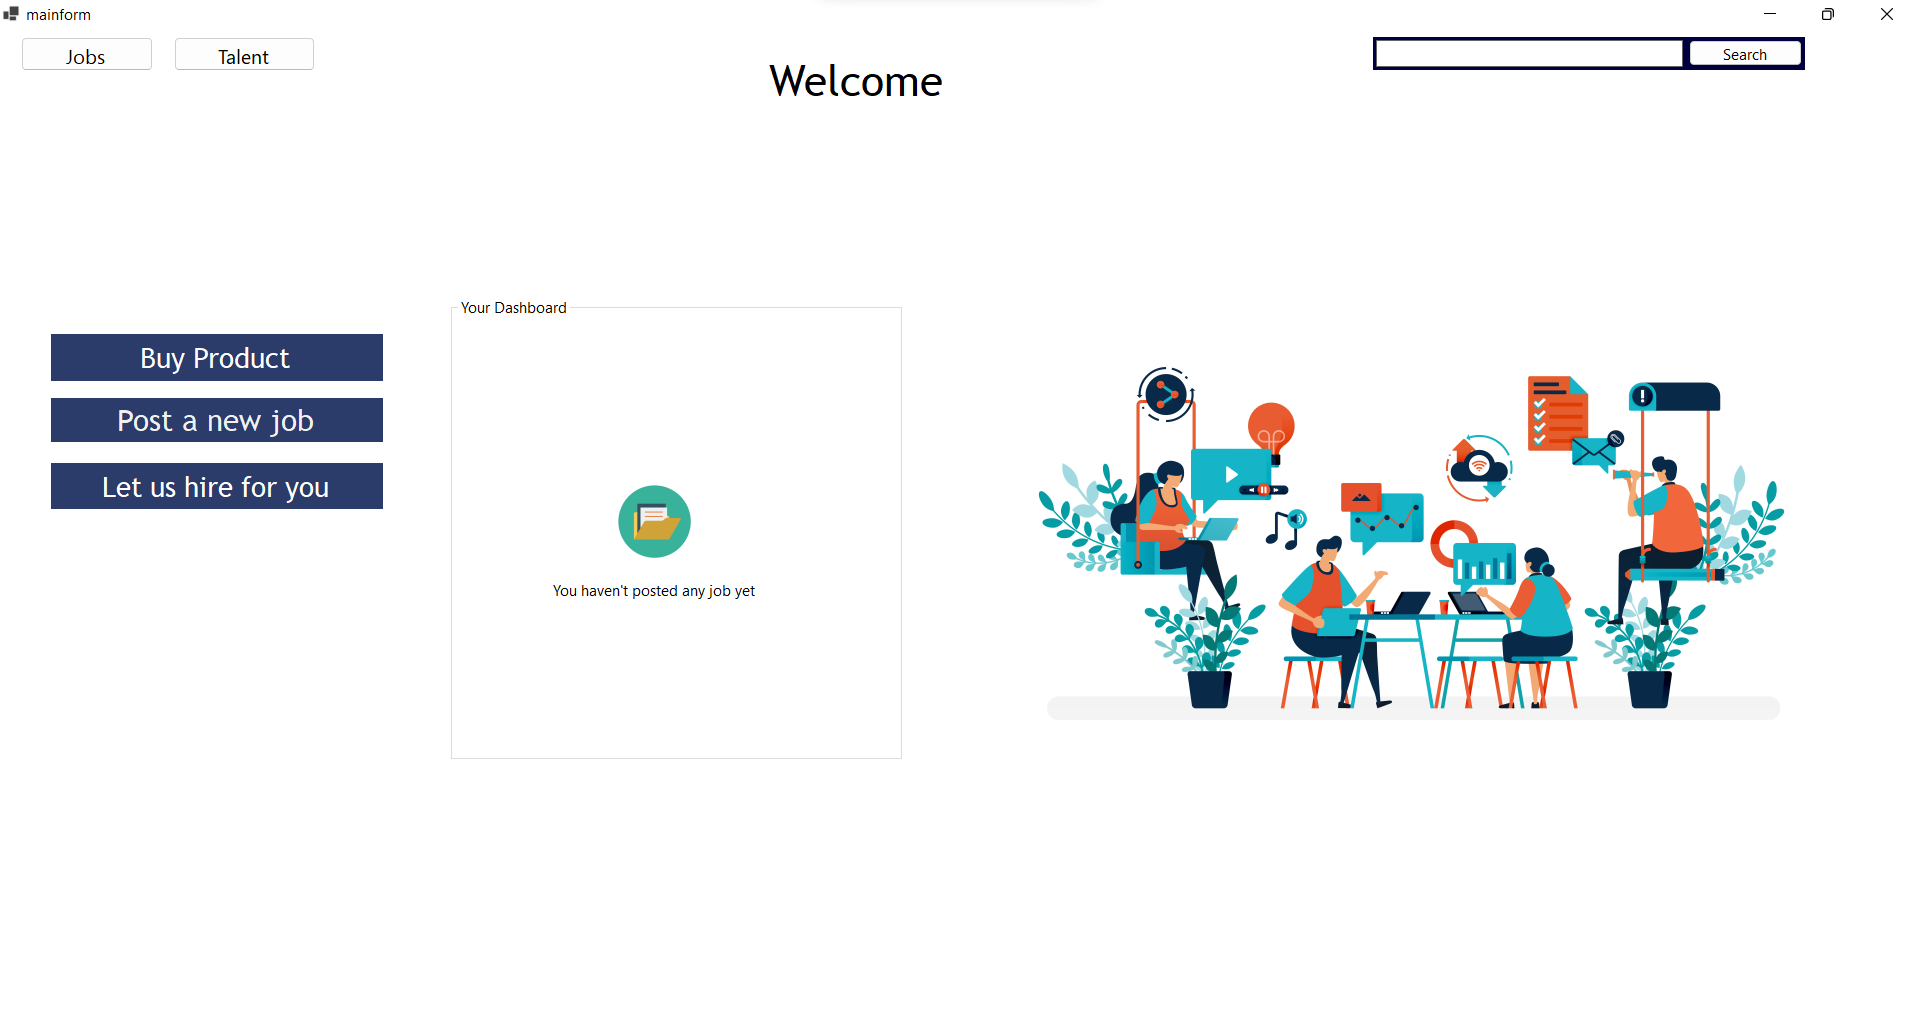 mainform
Jobs
Talent
Search
Welcome
Your Dashboard
Buy Product
Post a new job
Let us hire for you
You haven't posted any job yet